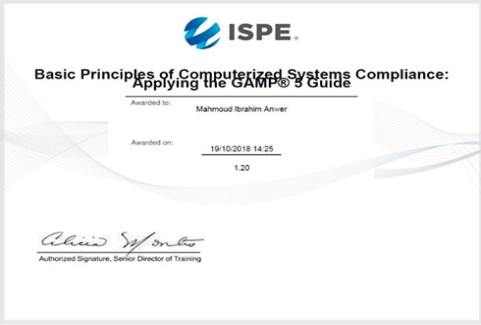 ISPE®
Basic Principles of Computerized Systems Compliance:
Applying the GAMP® 5 Guide
Awarded to:
Mahmoud Ibrahim Anwer
Awarded on:
19/10/2018 14:25
1.20
Alicia Montes
Authorized Signature, Senior Director of Training